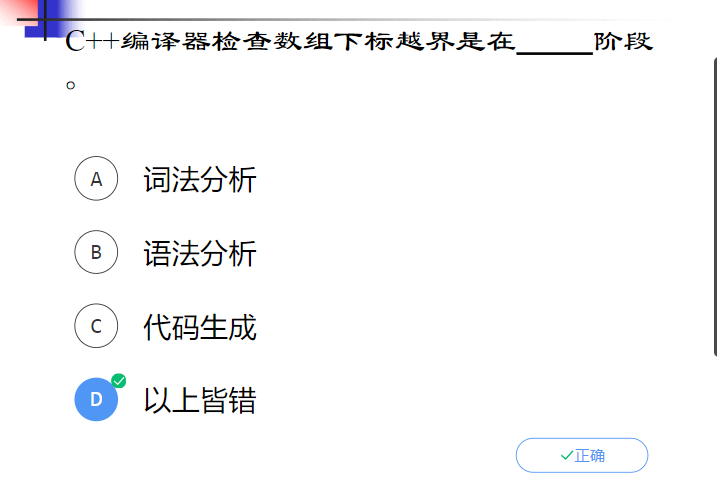 C++编译器检查数组下标越界是在_____阶段
。
A 词法分析
B 语法分析
C 代码生成
D 以上皆错
正确